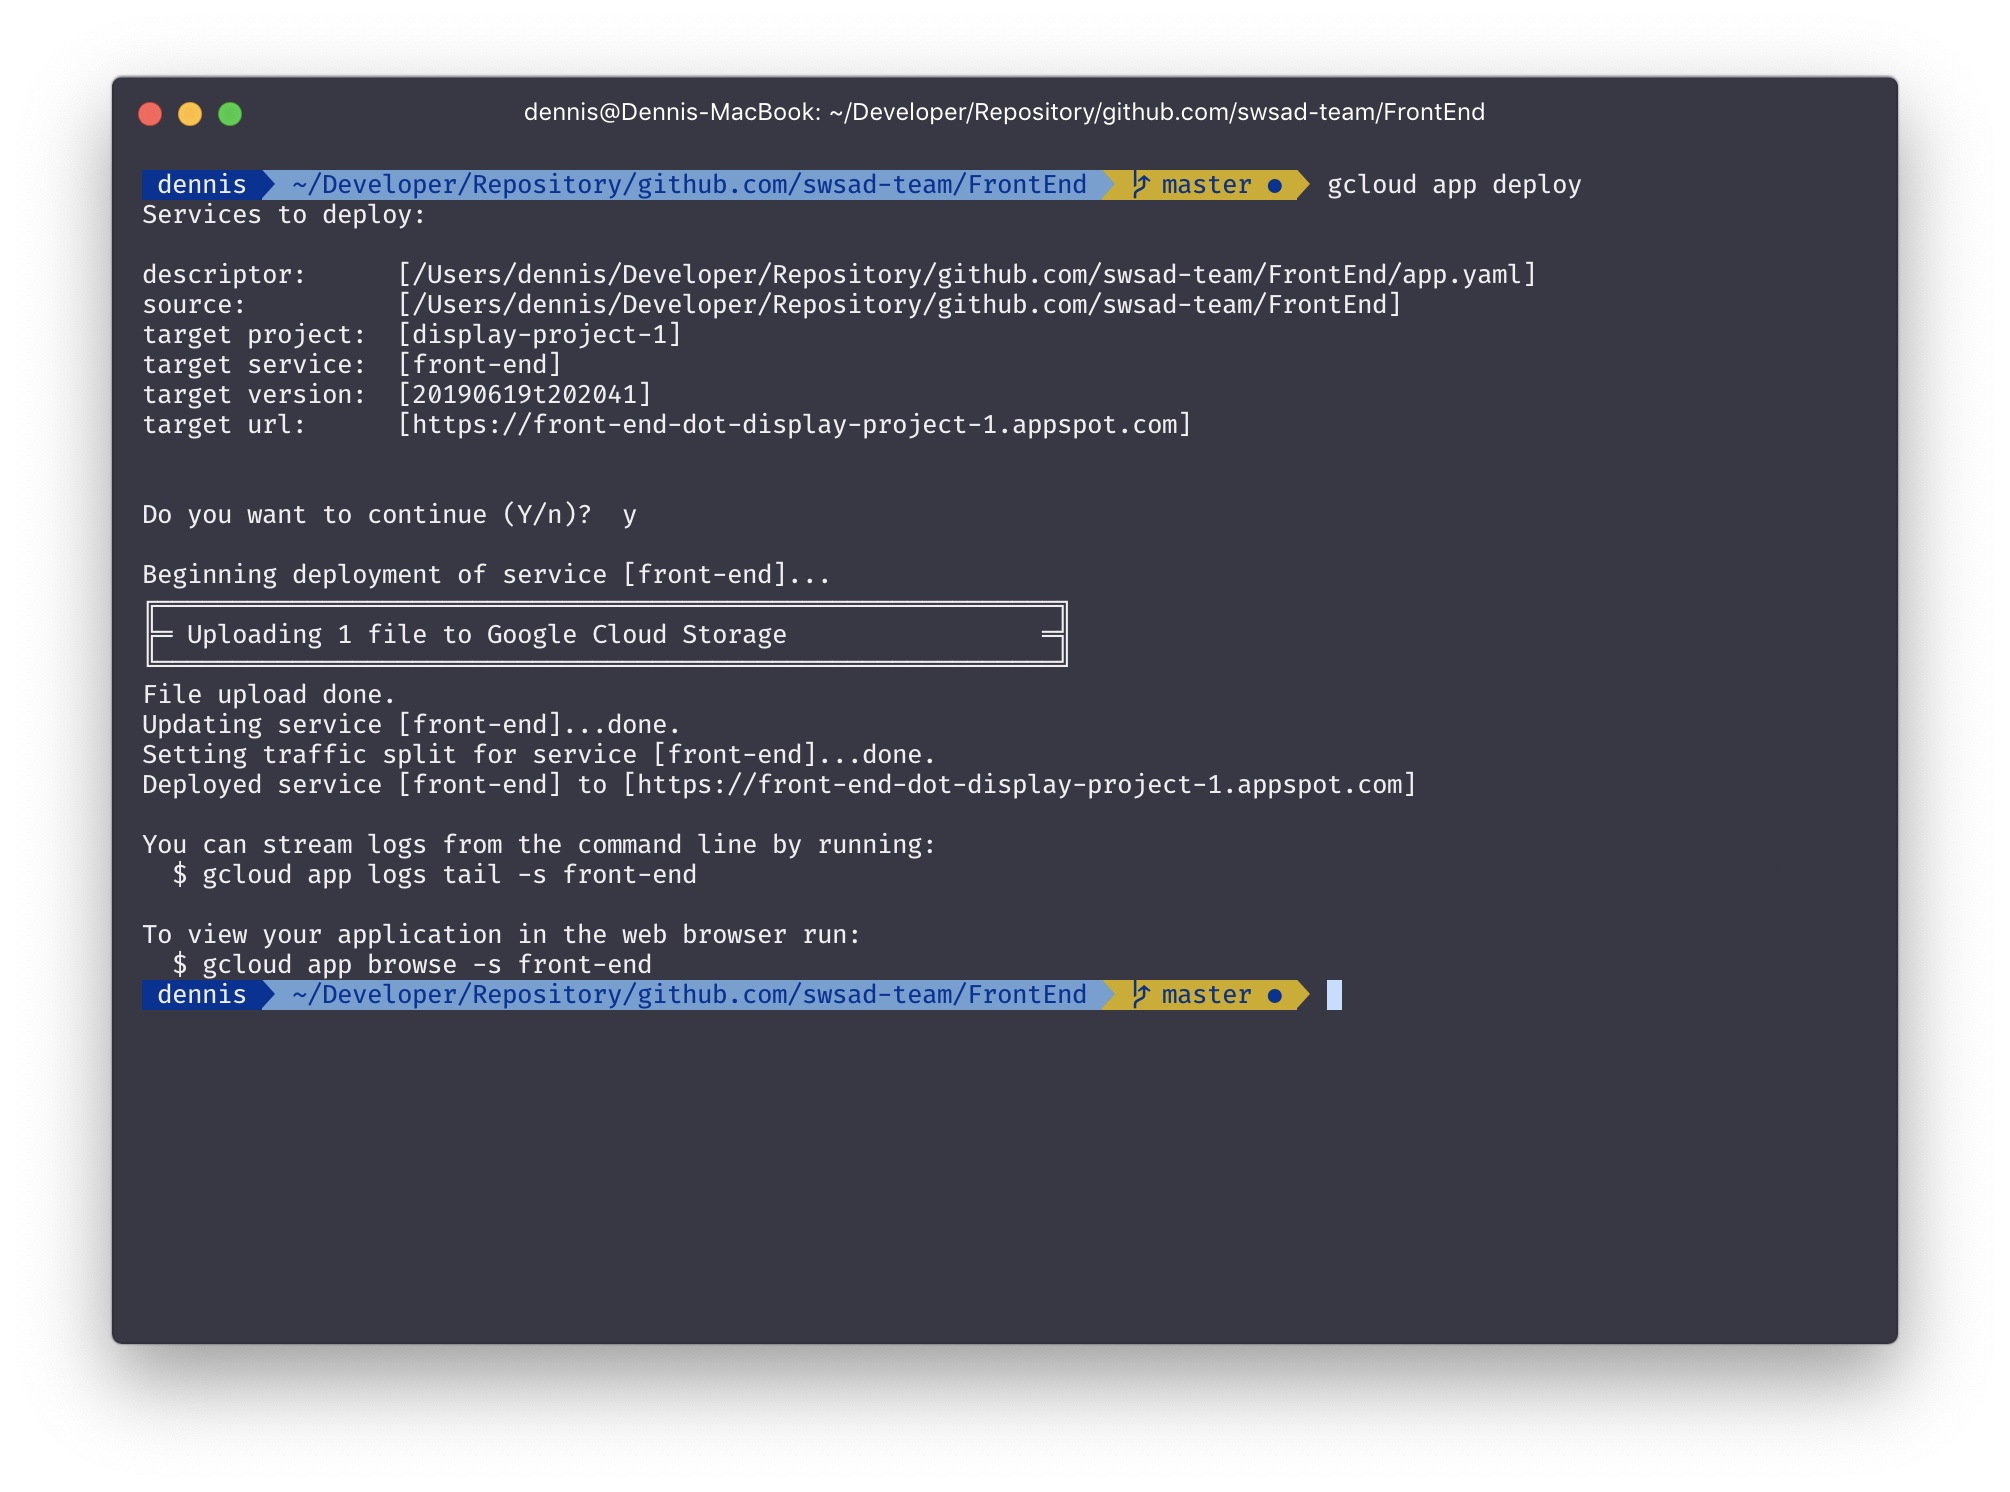 dennis@Dennis-MacBook: ~/Developer/Repository/github.com/swsad-team/FrontEnd
dennis ~/Developer/Repository/github.com/swsad-team/FrontEnd master ● gcloud app deploy
Services to deploy:
descriptor:      [/Users/dennis/Developer/Repository/github.com/swsad-team/FrontEnd/app.yaml]
source:          [/Users/dennis/Developer/Repository/github.com/swsad-team/FrontEnd]
target project:  [display-project-1]
target service:  [front-end]
target version:  [20190619t202041]
target url:      [https://front-end-dot-display-project-1.appspot.com]
Do you want to continue (Y/n)?  y
Beginning deployment of service [front-end]...
Uploading 1 file to Google Cloud Storage
File upload done.
Updating service [front-end]...done.
Setting traffic split for service [front-end]...done.
Deployed service [front-end] to [https://front-end-dot-display-project-1.appspot.com]
You can stream logs from the command line by running:
  $ gcloud app logs tail -s front-end
To view your application in the web browser run:
  $ gcloud app browse -s front-end
dennis ~/Developer/Repository/github.com/swsad-team/FrontEnd master ●